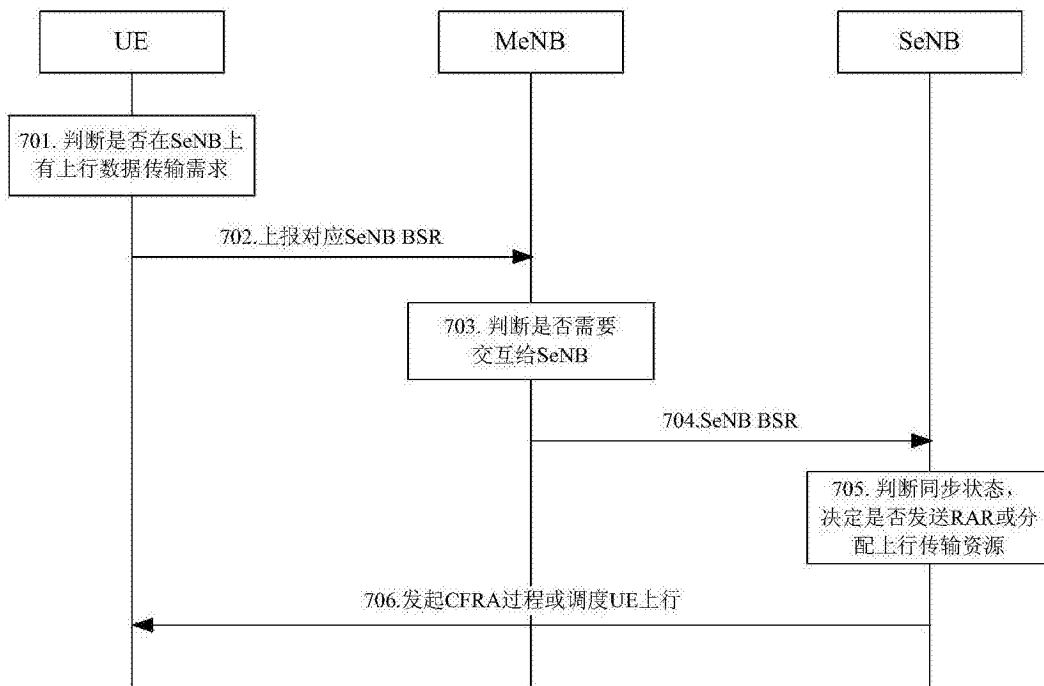 UE
MeNB
SeNB
701. 判断是否在SeNB上
有上行数据传输需求
702.上报对应SeNB BSR
703. 判断是否需要
交互给SeNB
704.SeNB BSR
705. 判断同步状态，
决定是否发送RAR或分
配上行传输资源
706.发起CFRA过程或调度UE上行